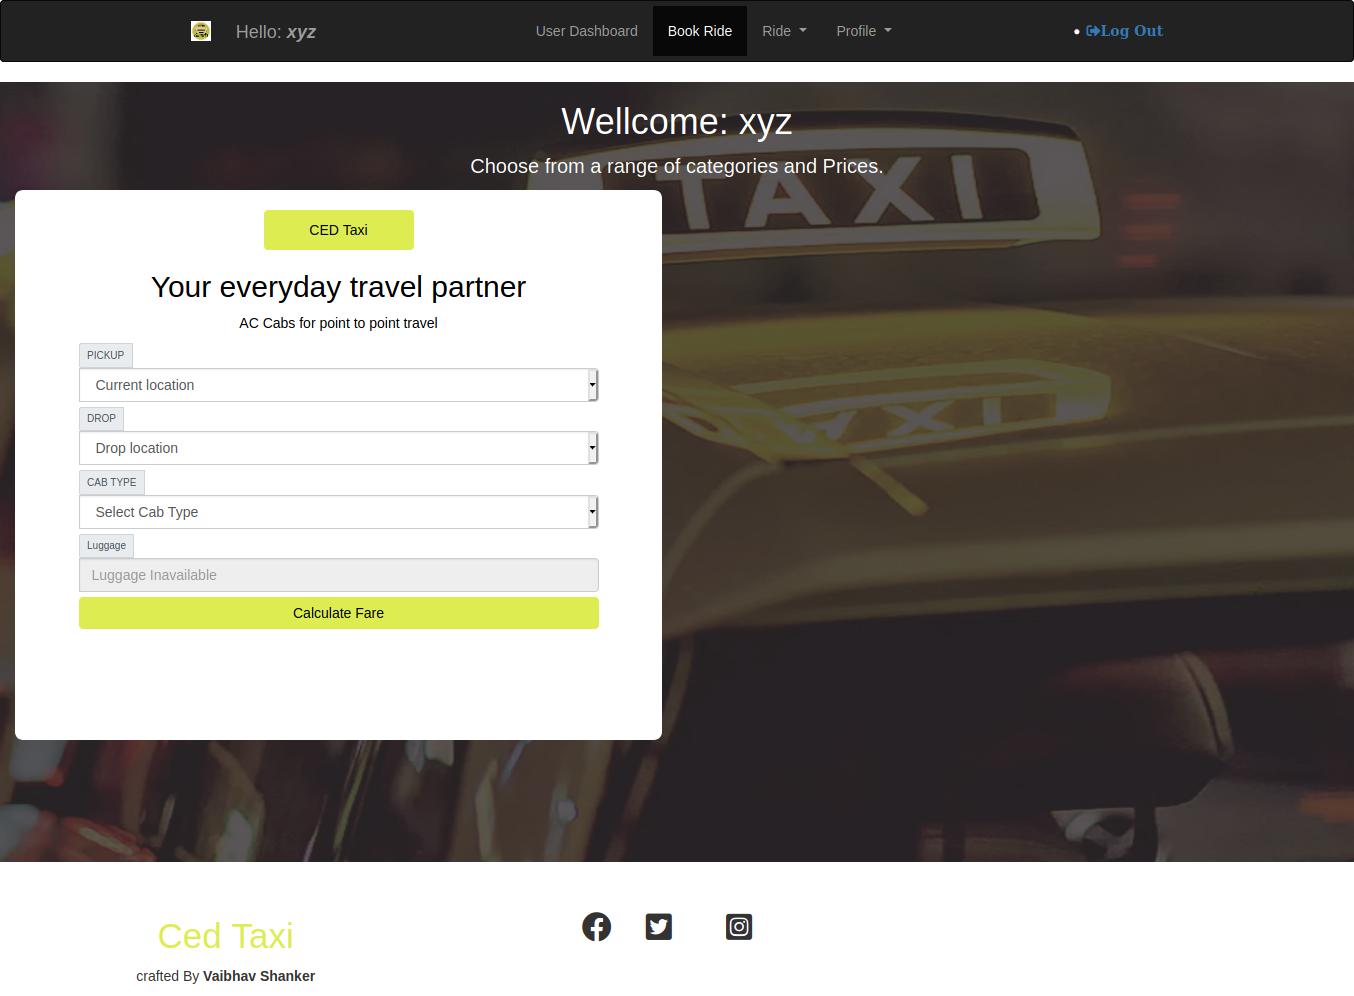 Hello: xyz
User Dashboard
Book Ride
Ride
Profile
Log Out
Wellcome: xyz
Choose from a range of categories and Prices.
TAXI
CED Taxi
Your everyday travel partner
AC Cabs for point to point travel
PICKUP
Current location
DROP
Drop location
CAB TYPE
Select Cab Type
Luggage
Luggage Inavailable
Calculate Fare
Ced Taxi
crafted By Vaibhav Shanker